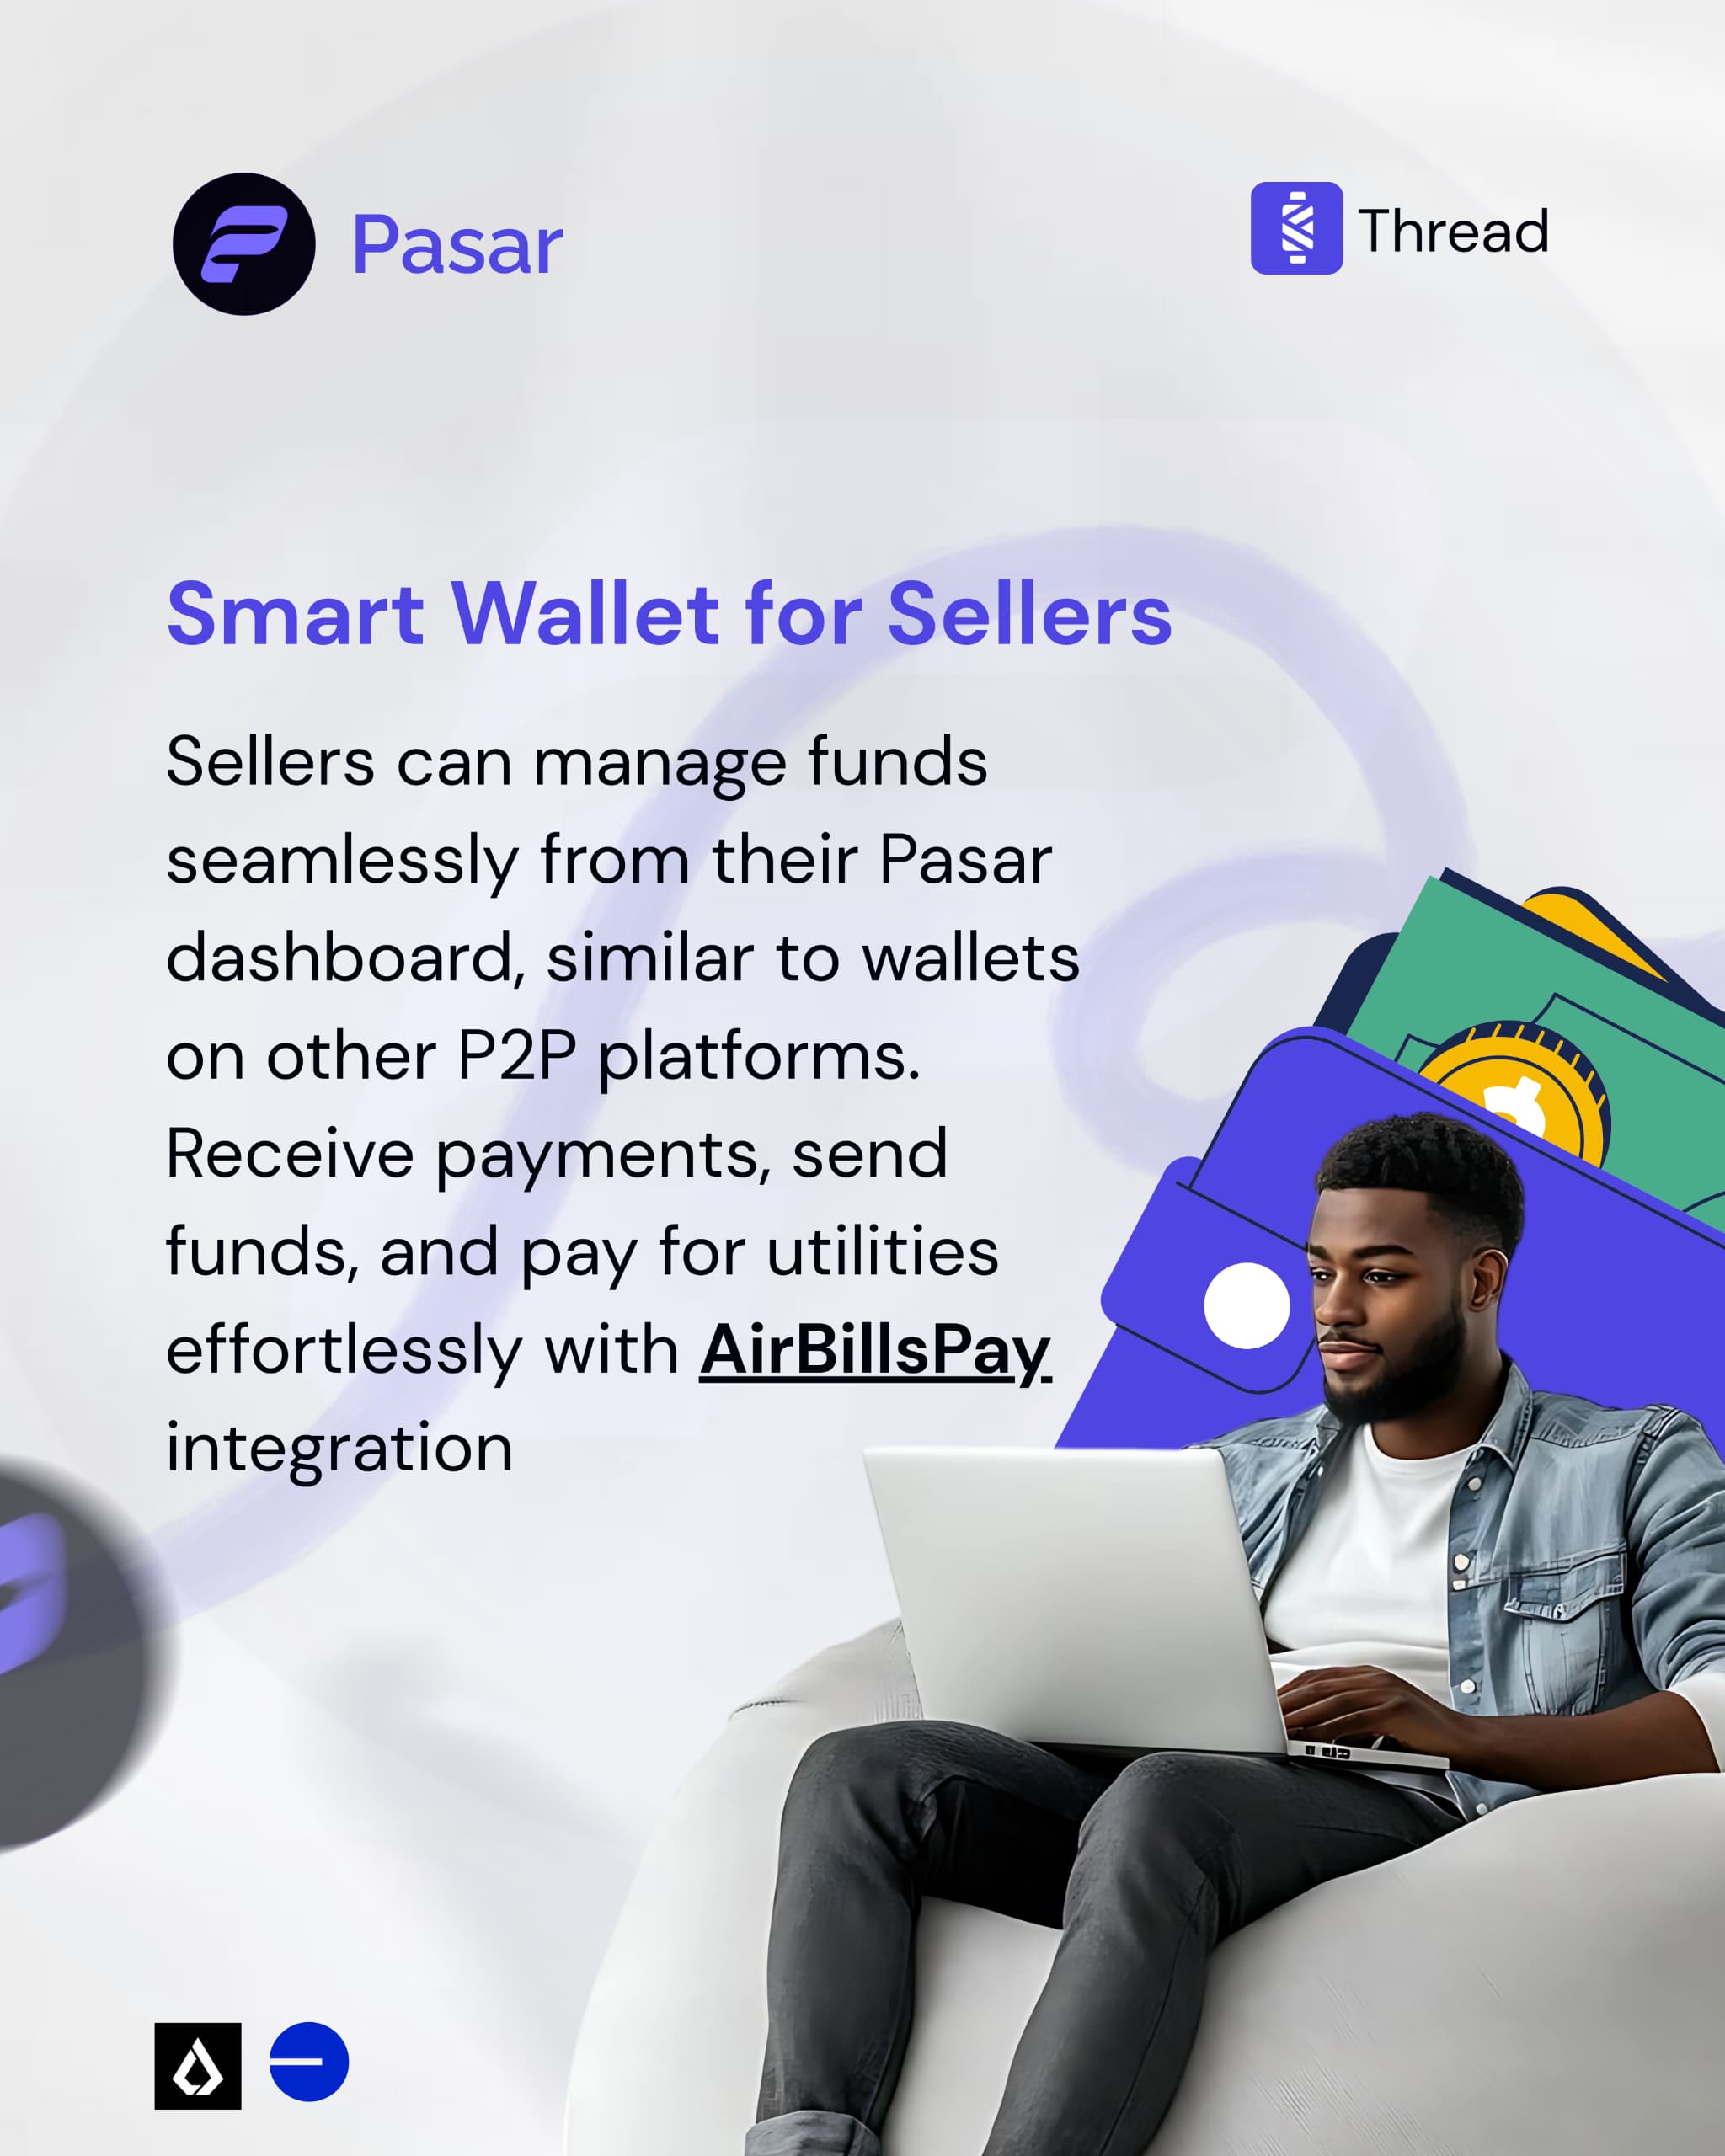 Pasar
Thread
Smart Wallet for Sellers
Sellers can manage funds
seamlessly from their Pasar
dashboard, similar to wallets
on other P2P platforms.
Receive payments, send
funds, and pay for utilities
effortlessly with AirBillsPay
integration